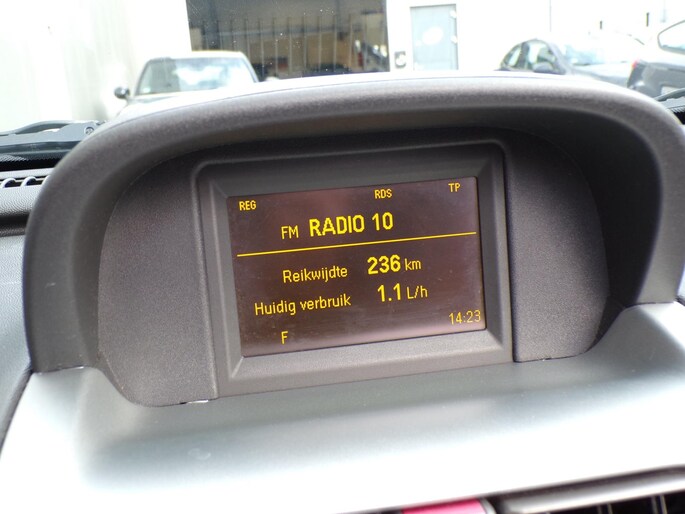 REG RDS TP
FM RADIO 10
Reikwijdte 236 km
Huidig verbruik 1.1 L/h
F 14:23